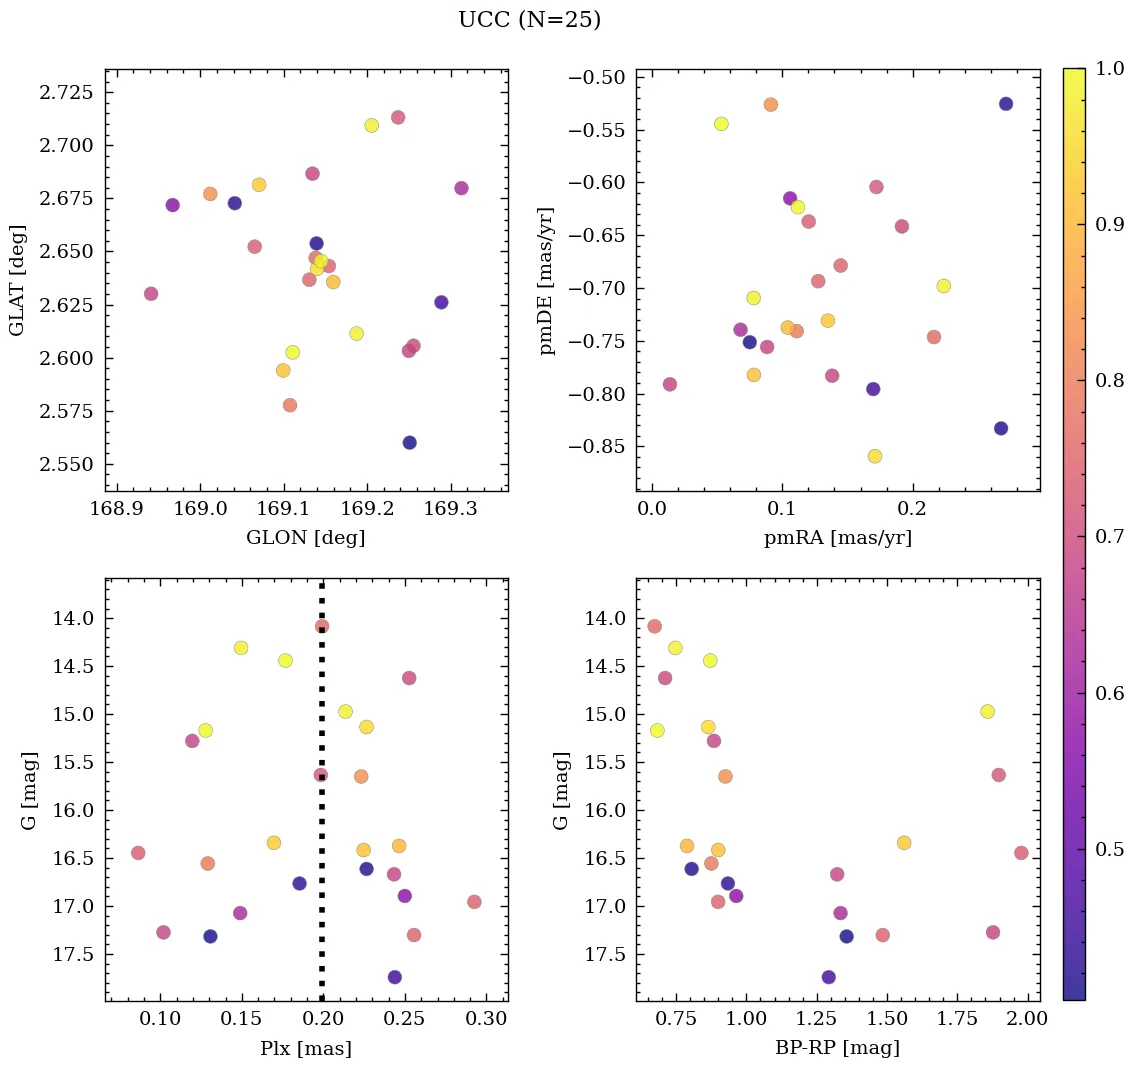 UCC (N=25)
2.725
2.700
2.675
2.650
2.625
2.600
2.575
2.550
GLAT [deg]
168.9 169.0 169.1 169.2 169.3
GLON [deg]
−0.50
−0.55
−0.60
−0.65
−0.70
−0.75
−0.80
−0.85
pmDE [mas/yr]
0.0 0.1 0.2
pmRA [mas/yr]
1.0
0.9
0.8
0.7
0.6
0.5
14.0
14.5
15.0
15.5
16.0
16.5
17.0
17.5
G [mag]
0.10 0.15 0.20 0.25 0.30
Plx [mas]
14.0
14.5
15.0
15.5
16.0
16.5
17.0
17.5
G [mag]
0.75 1.00 1.25 1.50 1.75 2.00
BP-RP [mag]